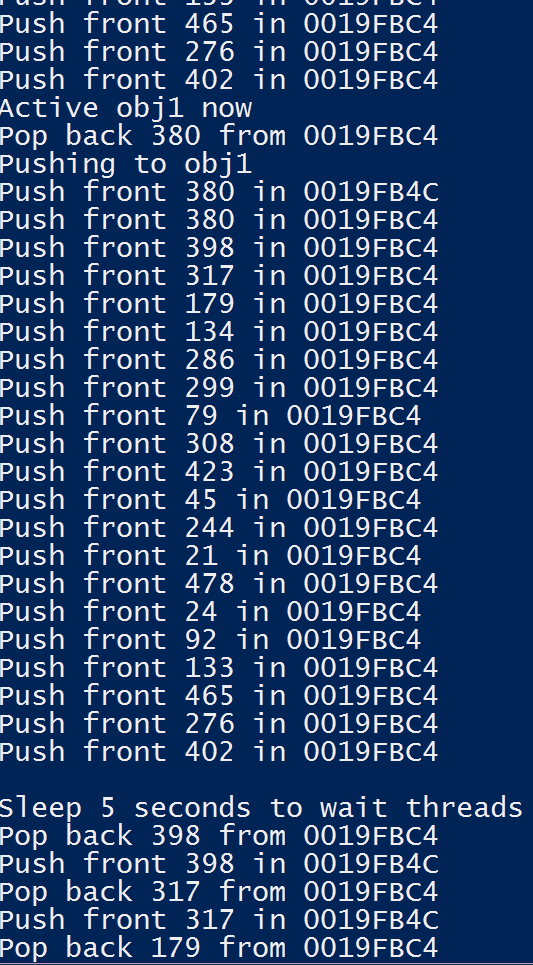 Push front 133 in 0019FBC4
Push front 465 in 0019FBC4
Push front 276 in 0019FBC4
Push front 402 in 0019FBC4
Active obj1 now
Pop back 380 from 0019FBC4
Pushing to obj1
Push front 380 in 0019FB4C
Push front 380 in 0019FBC4
Push front 398 in 0019FBC4
Push front 317 in 0019FBC4
Push front 179 in 0019FBC4
Push front 134 in 0019FBC4
Push front 286 in 0019FBC4
Push front 299 in 0019FBC4
Push front 79 in 0019FBC4
Push front 308 in 0019FBC4
Push front 423 in 0019FBC4
Push front 45 in 0019FBC4
Push front 244 in 0019FBC4
Push front 21 in 0019FBC4
Push front 478 in 0019FBC4
Push front 24 in 0019FBC4
Push front 92 in 0019FBC4
Push front 133 in 0019FBC4
Push front 465 in 0019FBC4
Push front 276 in 0019FBC4
Push front 402 in 0019FBC4
Sleep 5 seconds to wait threads
Pop back 398 from 0019FBC4
Push front 398 in 0019FB4C
Pop back 317 from 0019FBC4
Push front 317 in 0019FB4C
Pop back 179 from 0019FBC4